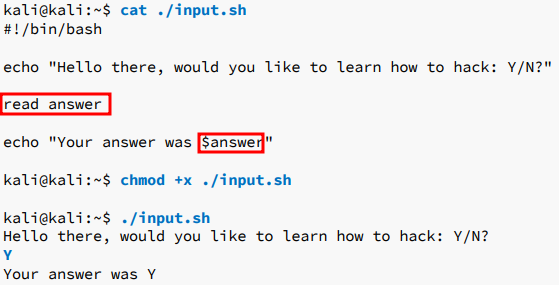 kali@kali:~$ cat ./input.sh
#!/bin/bash
echo "Hello there, would you like to learn how to hack: Y/N?"
read answer
echo "Your answer was $answer"
kali@kali:~$ chmod +x ./input.sh
kali@kali:~$ ./input.sh
Hello there, would you like to learn how to hack: Y/N?
Y
Your answer was Y